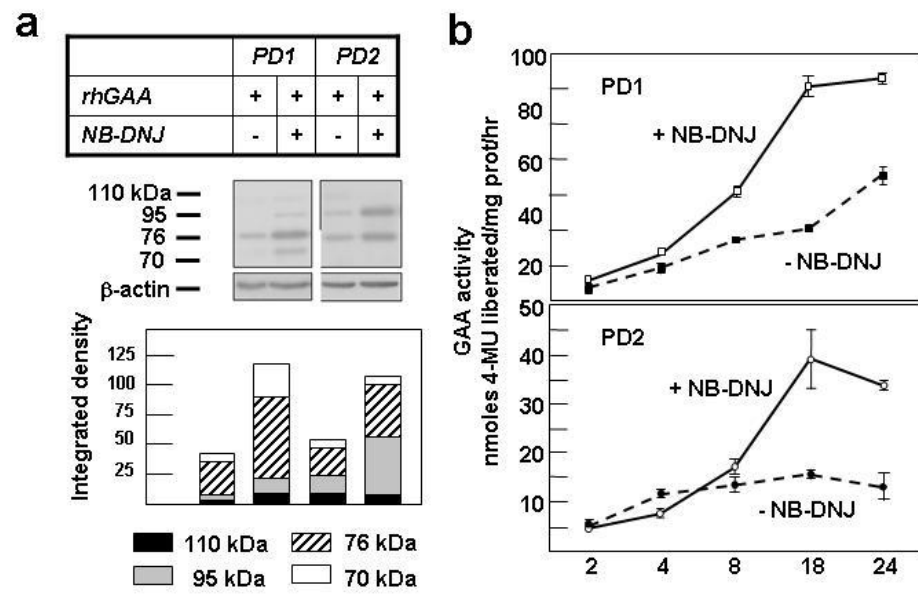 a
PD1 PD2
rhGAA + + + +
NB-DNJ - + - +
110 kDa
95
76
70
β-actin
Integrated density
125
100
75
50
25
110 kDa 76 kDa
95 kDa 70 kDa
b
GAA activity
nmoles 4-MU liberated/mg prot/hr
100
80
60
40
20
PD1
+ NB-DNJ
- NB-DNJ
50
40
30
20
10
PD2
+ NB-DNJ
- NB-DNJ
2 4 8 18 24